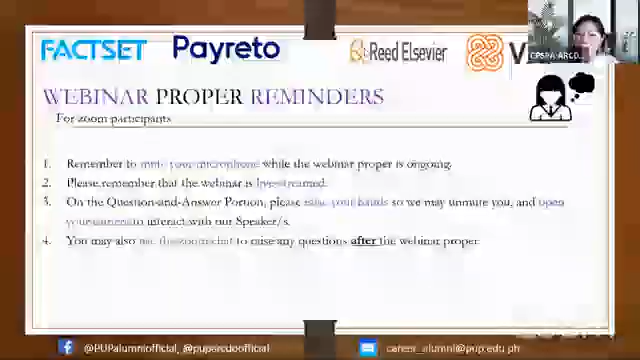 FACTSET Payreto Reed Elsevier
WEBINAR PROPER REMINDERS
For zoom participants
1. Remember to mute your microphone while the webinar proper is ongoing.
2. Please remember that the webinar is livestreamed.
3. On the Question-and-Answer Portion, please raise your hands so we may unmute you, and open
your camera to interact with our Speaker/s.
4. You may also use the zoom chat to raise any questions after the webinar proper.
@PUPalumniofficial, @puparcdoofficial career_alumni@pup.edu.ph